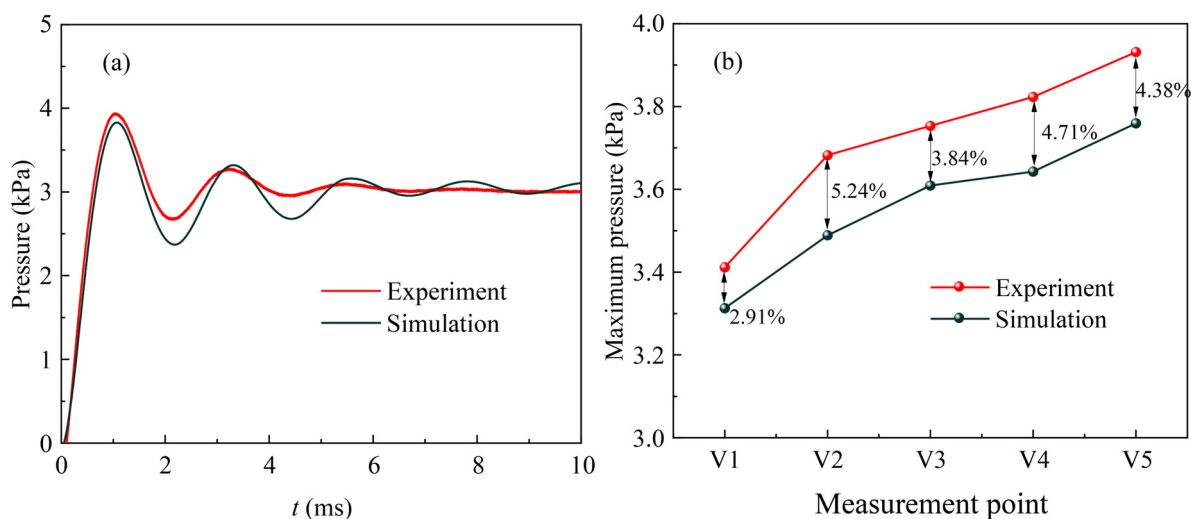 (a)
5
4
3
2
1
0
Pressure (kPa)
Experiment
Simulation
0 2 4 6 8 10
t (ms)
(b)
4.0
3.8
3.6
3.4
3.2
3.0
Maximum pressure (kPa)
2.91%
5.24%
3.84%
4.71%
4.38%
Experiment
Simulation
V1 V2 V3 V4 V5
Measurement point